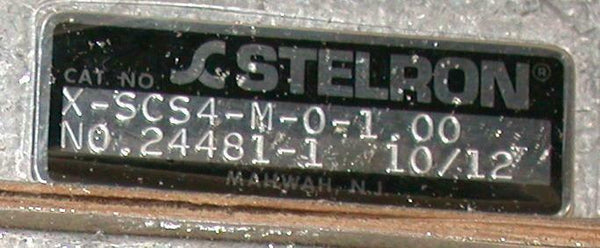 STELRON®
CAT. NO.
X-SCS4-M-0-1.00
NO.24481-1 10/12
MAHWAH, N.J.